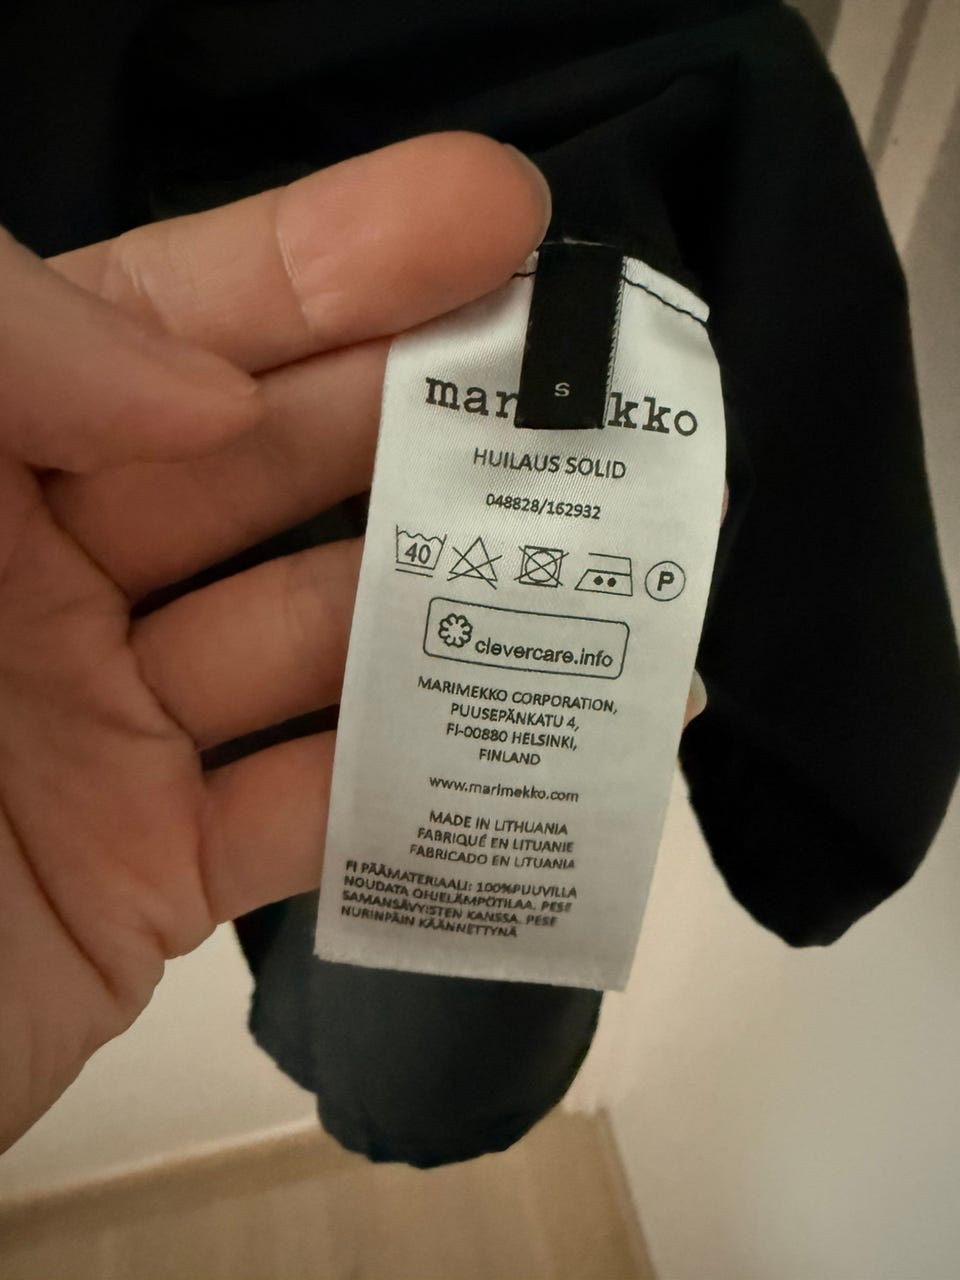 S
mar kko
HUILAUS SOLID
048828/162932
40 P
clevercare.info
MARIMEKKO CORPORATION,
PUUSEPÄNKATU 4,
FI-00880 HELSINKI,
FINLAND
www.marimekko.com
MADE IN LITHUANIA
FABRIQUÉ EN LITUANIE
FABRICADO EN LITUANIA
FI PÄÄMATERIAALI: 100%PUUVILLA
NOUDATA OHJELÄMPÖTILAA. PESE
SAMANSÄVYISTEN KANSSA. PESE
NURINPÄIN KÄÄNNETTYNÄ